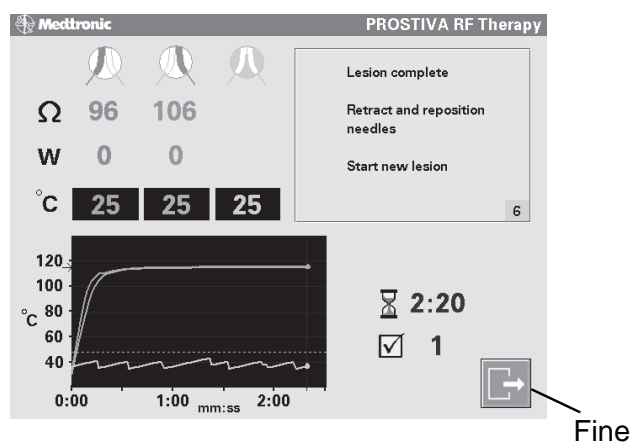 Medtronic PROSTIVA RF Therapy
Lesion complete
Retract and reposition
needles
Start new lesion
6
Ω 96 106
W 0 0
°C 25 25 25
120
100
80
°C
60
40
0:00 1:00 mm:ss 2:00
2:20
1
Fine